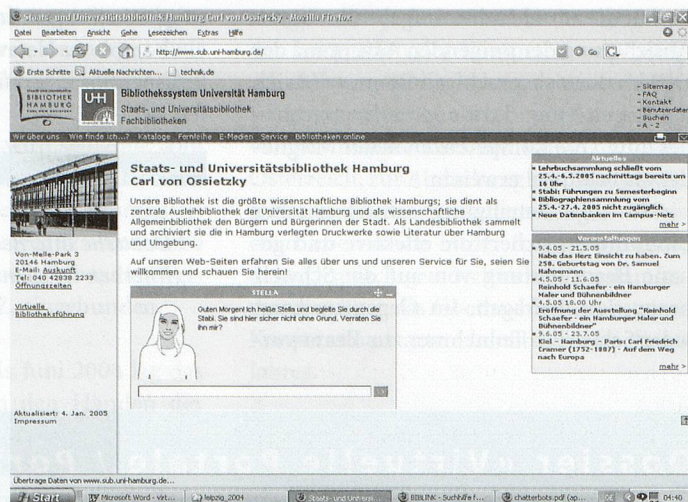 Staats- und Universitätsbibliothek Hamburg Carl von Ossietzky - Mozilla Firefox
Datei Bearbeiten Ansicht Gehe Lesezeichen Extras Hilfe
http://www.sub.uni-hamburg.de/
Go
Erste Schritte Aktuelle Nachrichten... technik.de
BIBLIOTHEK
HAMBURG
UHH
Bibliothekssystem Universität Hamburg
Staats- und Universitätsbibliothek
Fachbibliotheken
- Sitemap
- FAQ
- Kontakt
- Benutzerdaten
- Suchen
- A - Z
Wir über uns Wie finde ich...? Kataloge Fernleihe E-Medien Service Bibliotheken online
Von-Melle-Park 3
20146 Hamburg
E-Mail: Auskunft
Tel: 040 42838 2233
Öffnungszeiten
Virtuelle
Bibliotheksführung
Aktualisiert: 4. Jan. 2005
Impressum
Staats- und Universitätsbibliothek Hamburg
Carl von Ossietzky
Unsere Bibliothek ist die größte wissenschaftliche Bibliothek Hamburgs; sie dient als
zentrale Ausleihbibliothek der Universität Hamburg und als wissenschaftliche
Allgemeinbibliothek den Bürgern und Bürgerinnen der Stadt. Als Landesbibliothek sammelt
und archiviert sie die in Hamburg verlegten Druckwerke sowie Literatur über Hamburg
und Umgebung.
Auf unseren Web-Seiten erfahren Sie alles über uns und unseren Service für Sie, seien Sie
willkommen und schauen Sie herein!
STELLA
Guten Morgen! Ich heiße Stella und begleite Sie durch die
Stabi. Sie sind hier sicher nicht ohne Grund. Verraten Sie
ihn mir?
Aktuelles
Lehrbuchsammlung schließt vom
25.4.-6.5.2005 nachmittags bereits um
16 Uhr
Stabi: Führungen zu Semesterbeginn
Bibliographiensammlung vom
25.4-27.4. 2005 nicht zugänglich
Neue Datenbanken im Campus-Netz
mehr >
Veranstaltungen
9.4.05 - 21.5.05
Habe das Herz Einsicht zu haben. Zum
250. Geburtstag von Dr. Samuel
Hahnemann
4.5.05 - 11.6.05
Reinhold Schaefer - ein Hamburger
Maler und Bühnenbildner
4.5.05 18.00 Uhr
Eröffnung der Ausstellung "Reinhold
Schaefer - ein Hamburger Maler und
Bühnenbildner"
9.6.05 - 23.7.05
Kiel - Hamburg - Paris: Carl Friedrich
Cramer (1752-1807) - Auf dem Weg
nach Europa
mehr >
Übertrage Daten von www.sub.uni-hamburg.de...
Start Microsoft Word - virt... leipzig_2004 Staats- und Universi... BIBLINK - Suchhilfe f... chatterbots.pdf (ap... DE 04:40